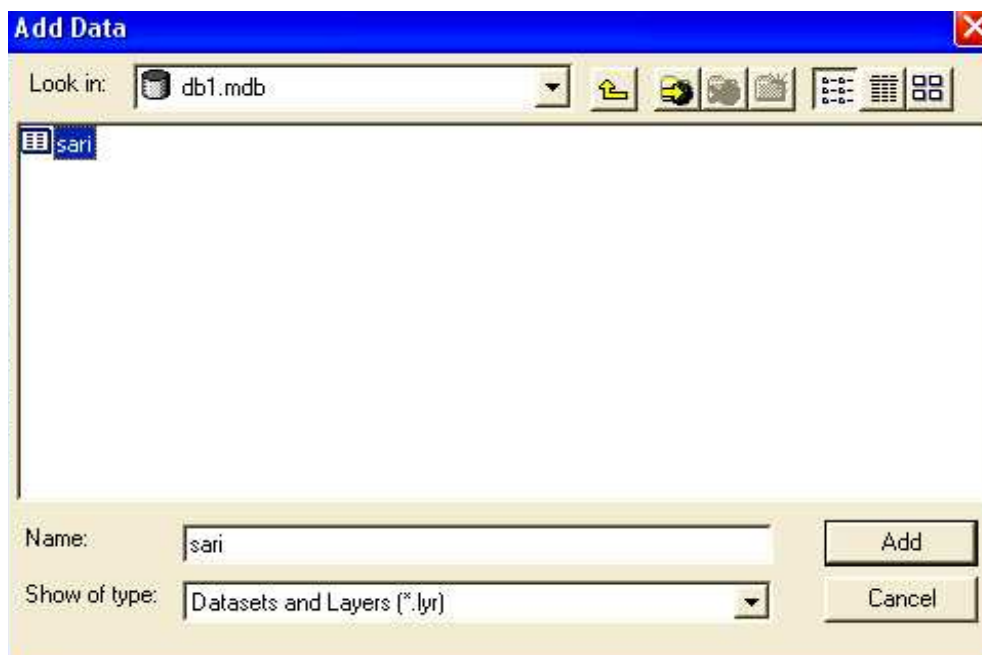 Add Data
Look in: db1.mdb
sari
Name: sari Add
Show of type: Datasets and Layers (*.lyr) Cancel